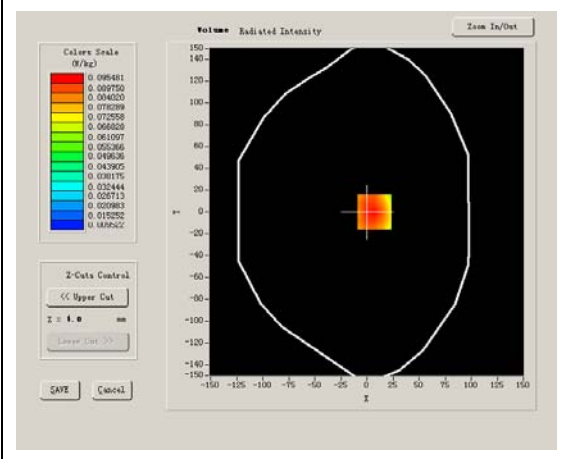 Volume Radiated Intensity
Zoom In/Out
Colors Scale
(W/kg)
0.095481
0.089750
0.084020
0.078289
0.072558
0.066828
0.061097
0.055366
0.049636
0.043905
0.038175
0.032444
0.026713
0.020983
0.015252
0.009522
Z-Cuts Control
<< Upper Cut
Z = 4.0 mm
Lower Cut >>
SAVE
Cancel
150
140
120
100
80
60
40
20
0
-20
-40
-60
-80
-100
-120
-140
-150
Y
-150 -125 -100 -75 -50 -25 0 25 50 75 100 125 150
X